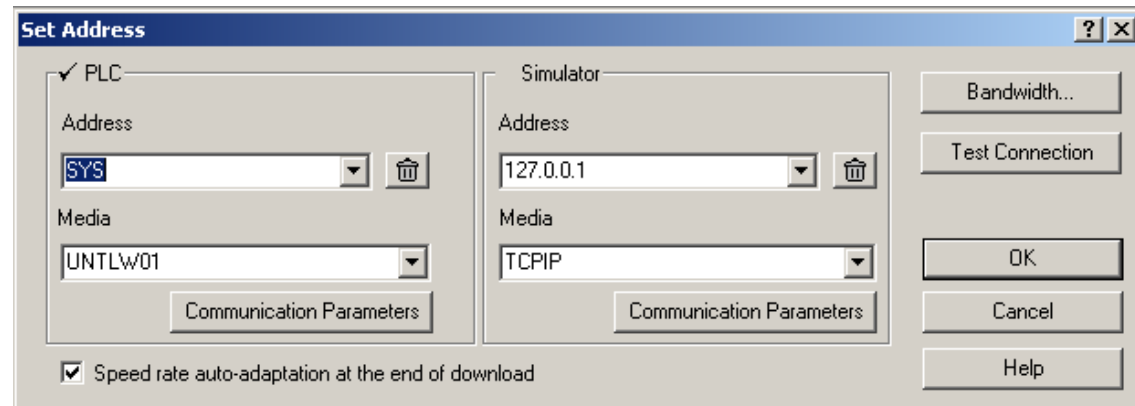 Set Address
PLC
Address
SYS
Media
UNTLW01
Communication Parameters
Simulator
Address
127.0.0.1
Media
TCPIP
Communication Parameters
Speed rate auto-adaptation at the end of download
Bandwidth...
Test Connection
OK
Cancel
Help